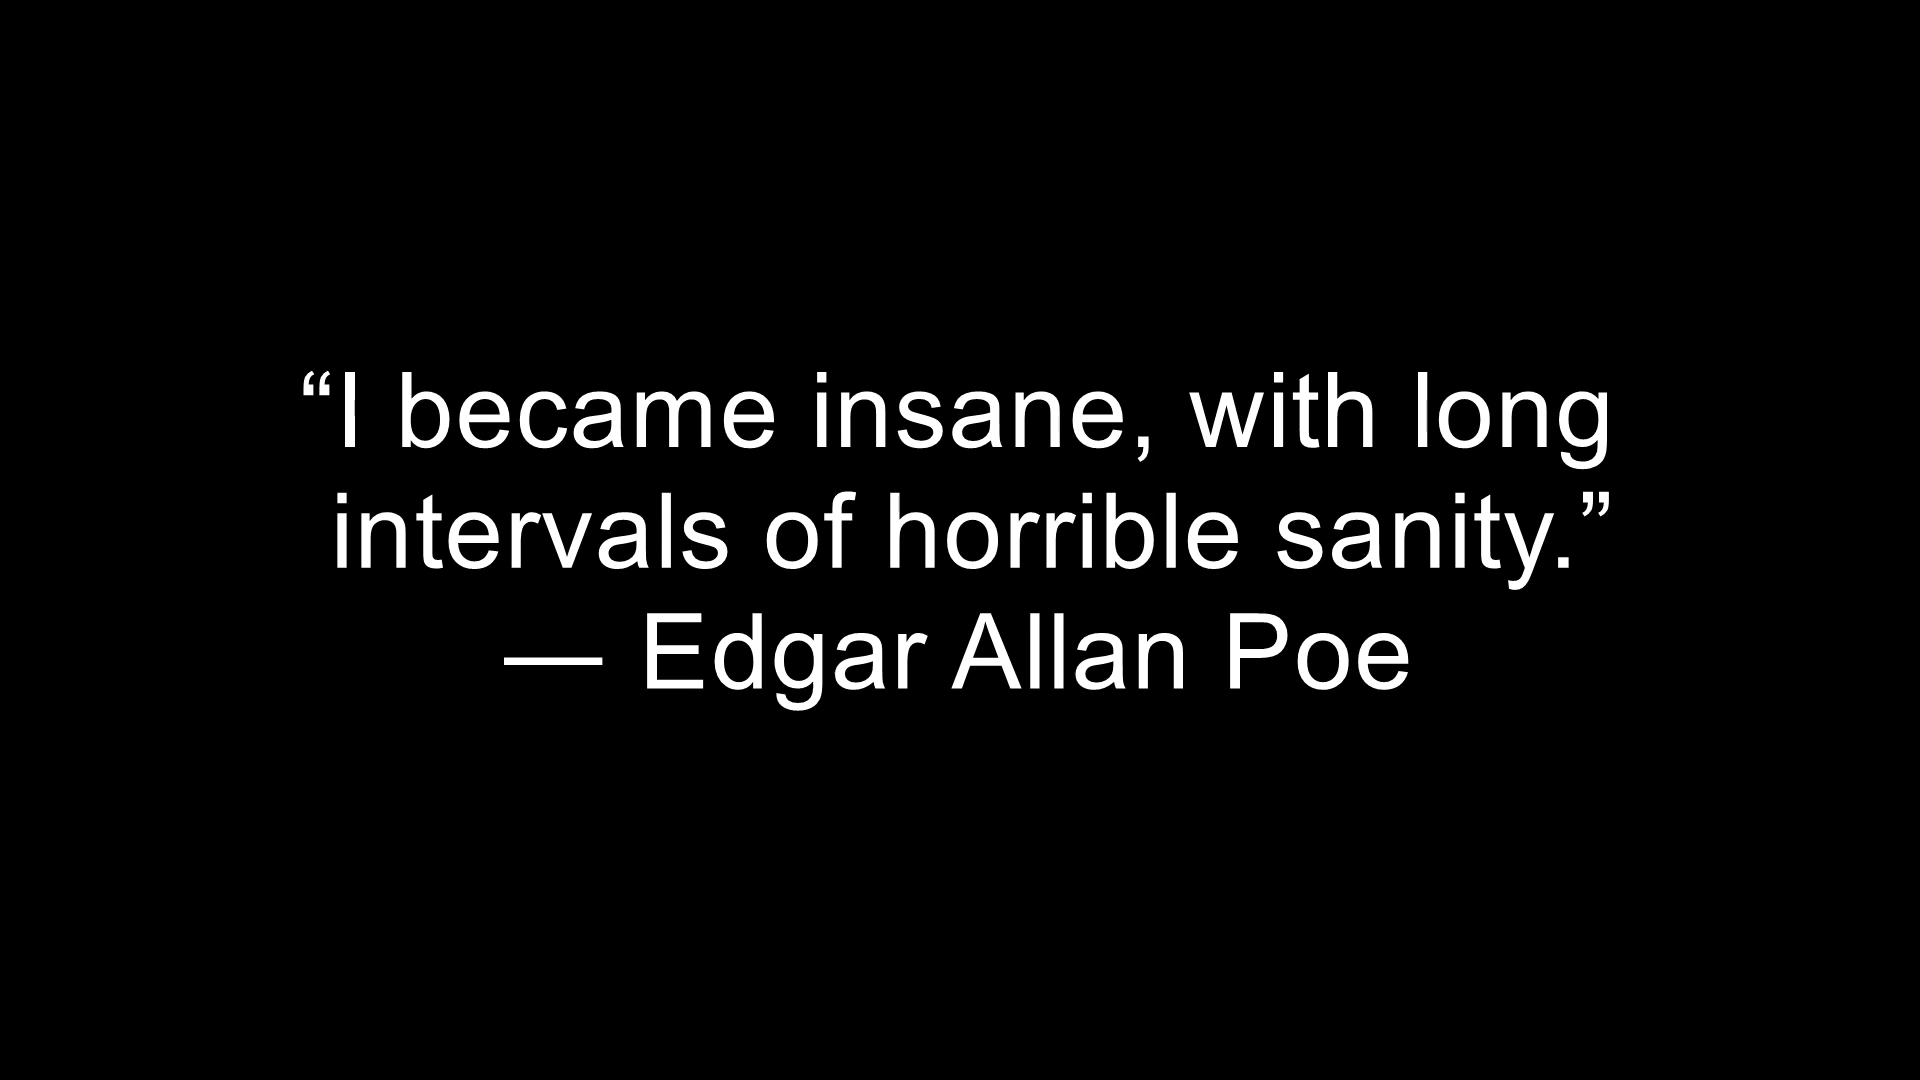 “I became insane, with long
intervals of horrible sanity.”
— Edgar Allan Poe